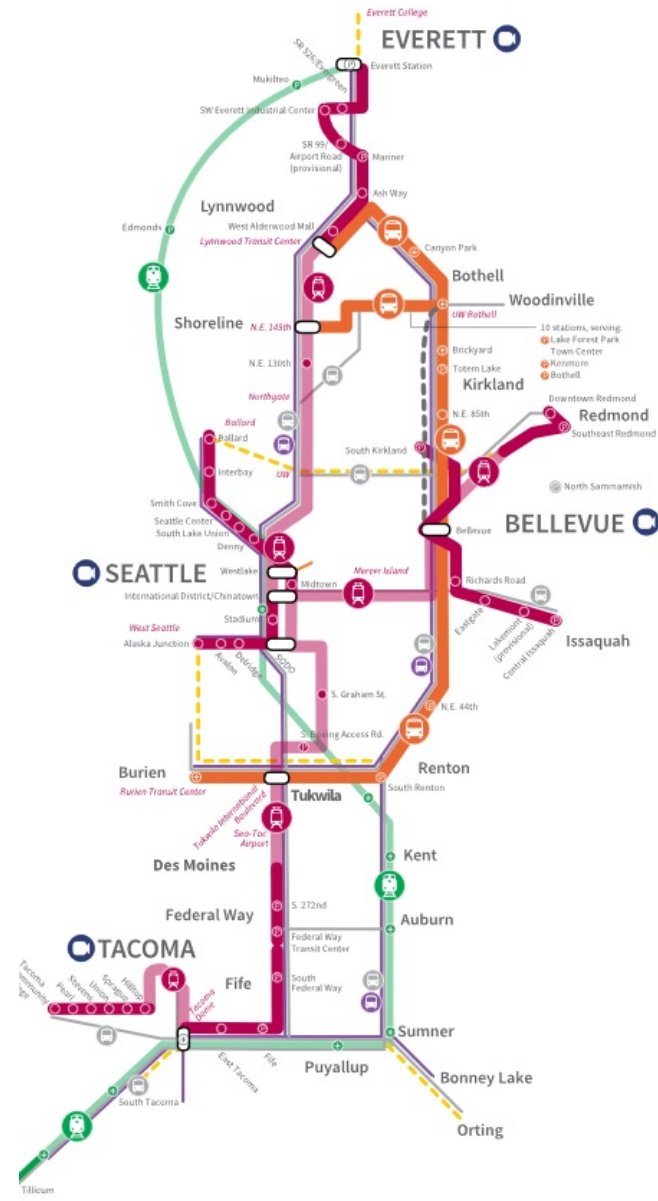 Everett College
EVERETT
SR 526/Evergreen
Everett Station
Mukilteo
SW Everett Industrial Center
SR 99/
Airport Road
(provisional)
Mariner
Ash Way
Lynnwood
West Alderwood Mall
Lynnwood Transit Center
Edmonds
Canyon Park
Bothell
Woodinville
UW Bothell
Shoreline
N.E. 145th
10 stations, serving:
Lake Forest Park
Town Center
Kenmore
Bothell
N.E. 130th
Brickyard
Totem Lake
Kirkland
Northgate
Downtown Redmond
Redmond
Southeast Redmond
N.E. 85th
Ballard
Ballard
South Kirkland
Interbay
UW
North Sammamish
Smith Cove
Seattle Center
South Lake Union
Denny
Bellevue
BELLEVUE
SEATTLE
Westlake
Midtown
Mercer Island
International District/Chinatown
Richards Road
Stadium
Eastgate
Lakemont
(provisional)
Central Issaquah
Issaquah
West Seattle
Alaska Junction
Avalon
Delridge
SODO
S. Graham St.
N.E. 44th
S. Boeing Access Rd.
Burien
Burien Transit Center
Renton
South Renton
Tukwila
Tukwila International
Boulevard
Sea-Tac
Airport
Des Moines
Kent
S. 272nd
Federal Way
Federal Way
Transit Center
Auburn
TACOMA
Fife
South
Federal Way
Tacoma
Pearl
Stevens
Union
Sprague
Hilltop
Tacoma
Dome
Sumner
East Tacoma
Fife
Puyallup
Bonney Lake
South Tacoma
Orting
Tillicum